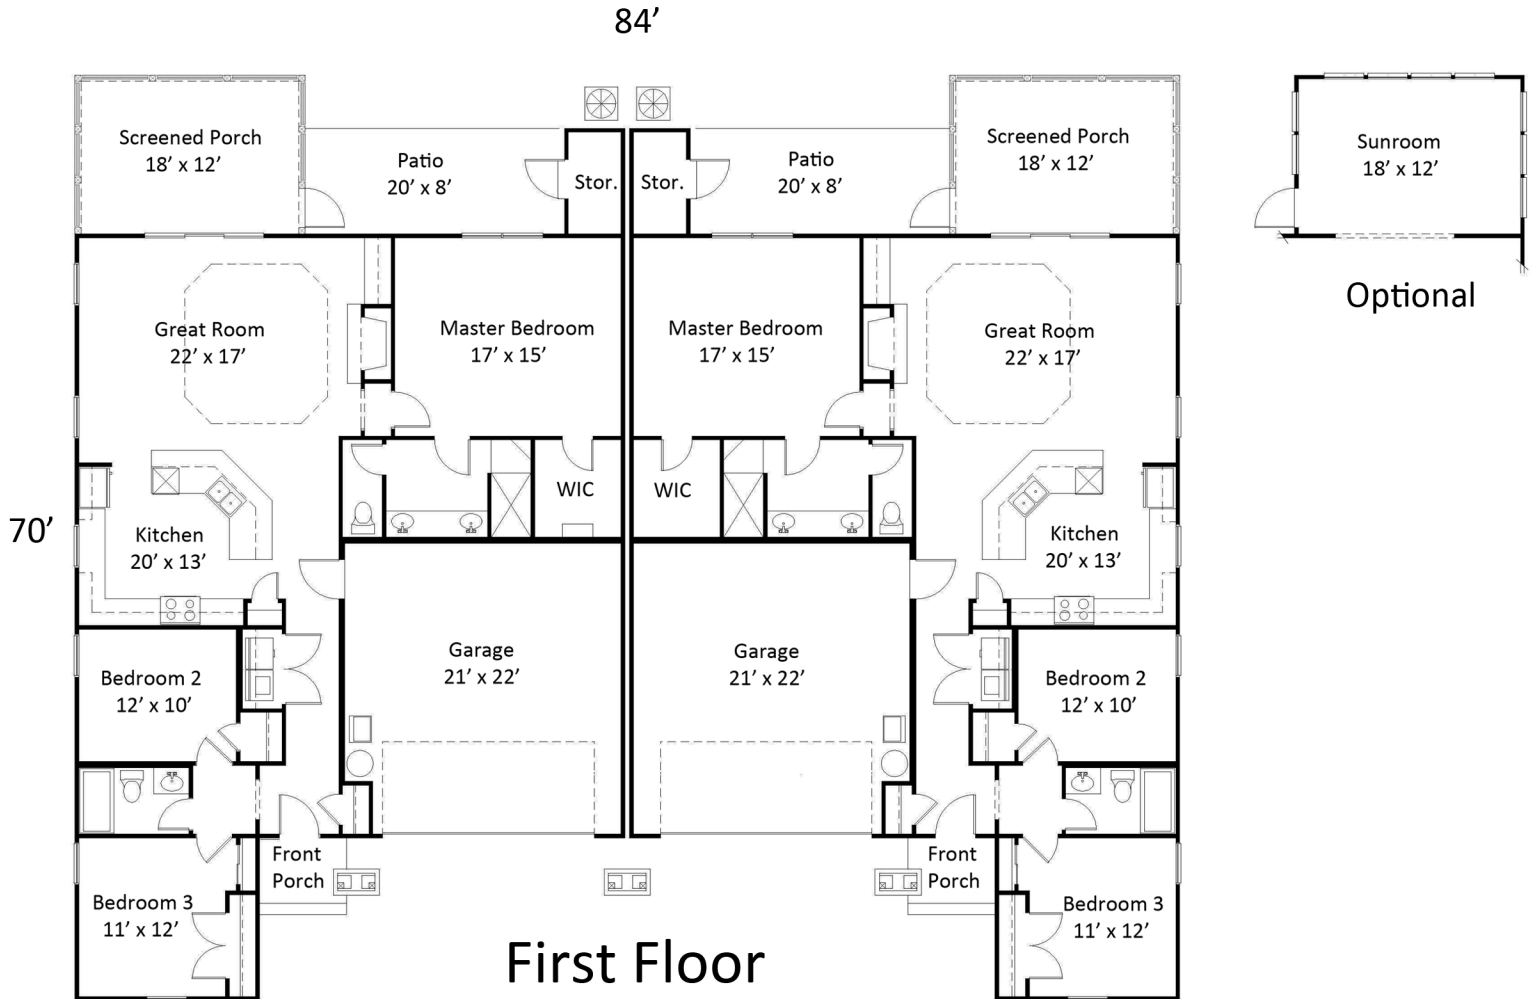 84’
Screened Porch
18’ x 12’
Patio
20’ x 8’
Stor.
Stor.
Patio
20’ x 8’
Screened Porch
18’ x 12’
Sunroom
18’ x 12’
Optional
Great Room
22’ x 17’
Master Bedroom
17’ x 15’
Master Bedroom
17’ x 15’
Great Room
22’ x 17’
WIC
WIC
70’
Kitchen
20’ x 13’
Kitchen
20’ x 13’
Bedroom 2
12’ x 10’
Garage
21’ x 22’
Garage
21’ x 22’
Bedroom 2
12’ x 10’
Front
Porch
Front
Porch
Bedroom 3
11’ x 12’
Bedroom 3
11’ x 12’
First Floor